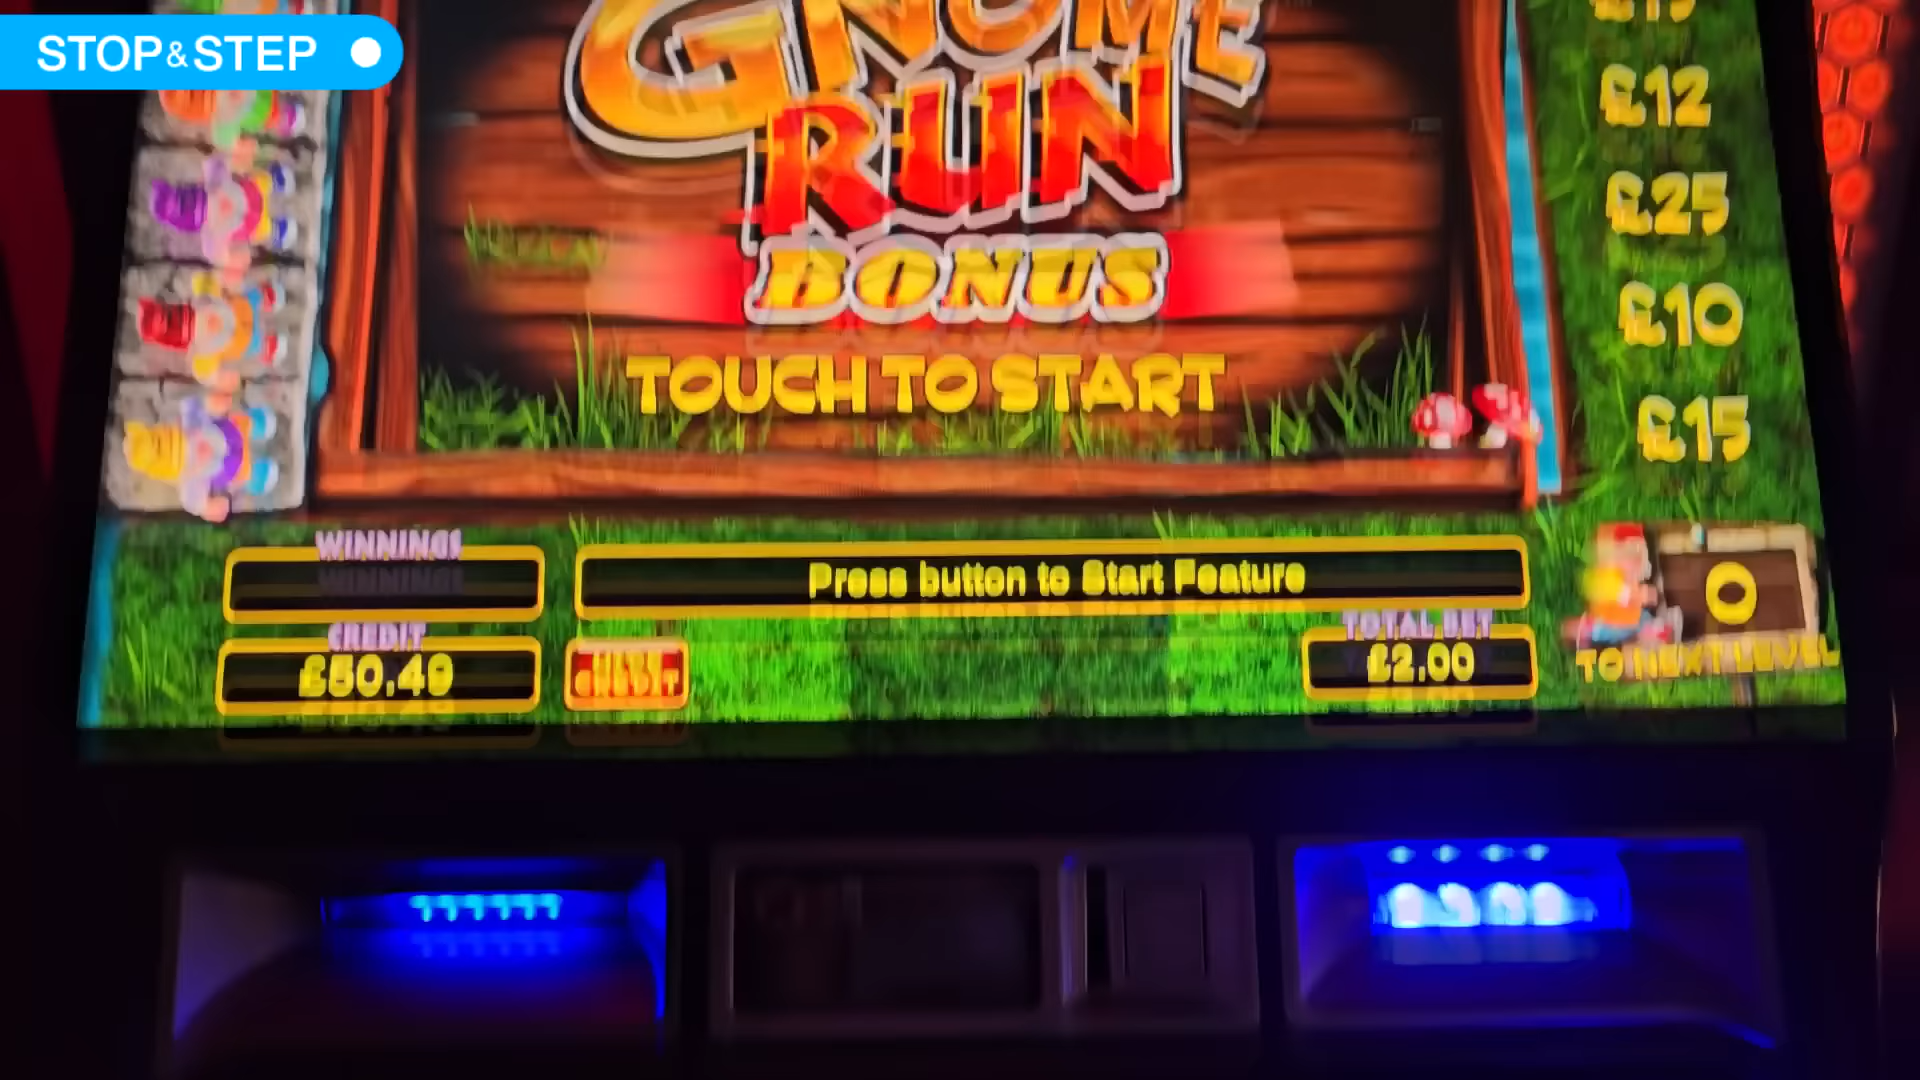 STOP&STEP
GNOME
RUN
BONUS
TOUCH TO START
£12
£25
£10
£15
WINNINGS
Press button to Start Feature
CREDIT
£50.49
CREDIT
TOTAL BET
£2.00
0
TO NEXT LEVEL